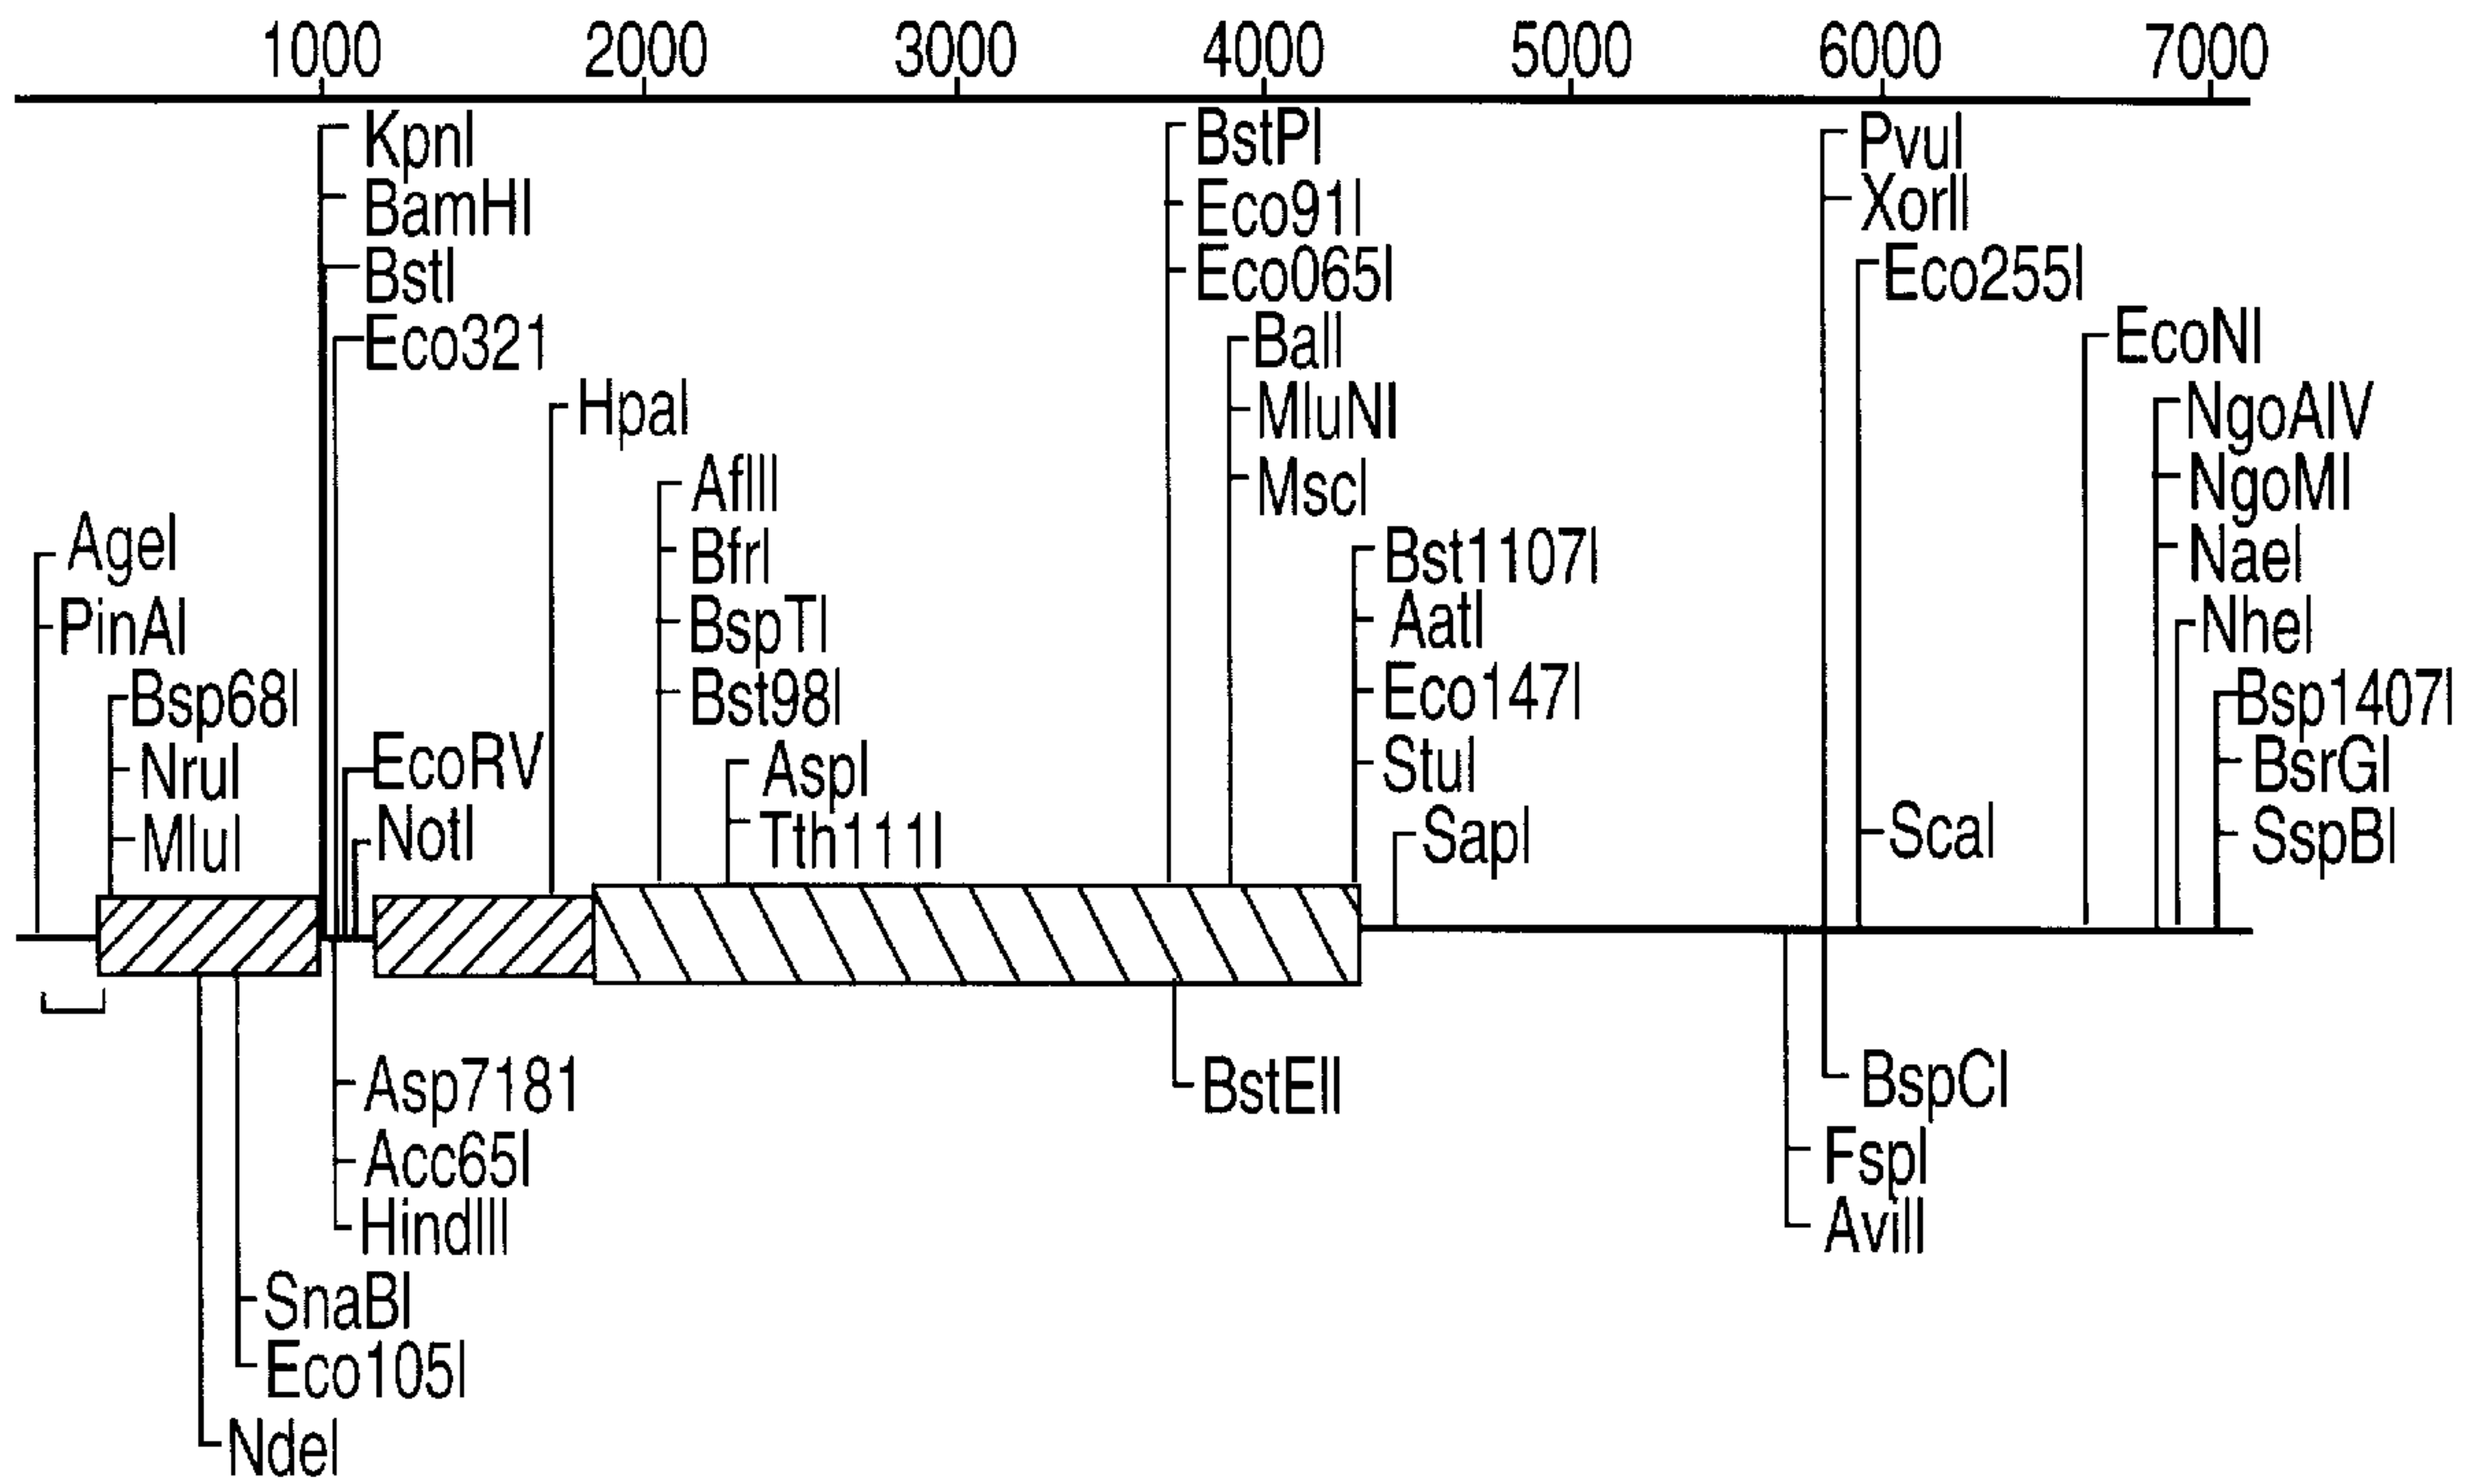 1000 2000 3000 4000 5000 6000 7000
KpnI
BamHI
BstI
Eco321
HpaI
AflII
BfrI
BspTI
Bst98I
AspI
Tth111I
AgeI
PinAI
Bsp68I
NruI
MluI
EcoRV
NotI
BstPI
Eco91I
Eco065I
BalI
MluNI
MscI
Bst1107I
AatI
Eco147I
StuI
SapI
PvuI
XorII
Eco255I
ScaI
EcoNI
NgoAIV
NgoMI
NaeI
NheI
Bsp1407I
BsrGI
SspBI
Asp7181
Acc65I
HindIII
SnaBI
Eco105I
NdeI
BstEII
BspCI
FspI
AviII